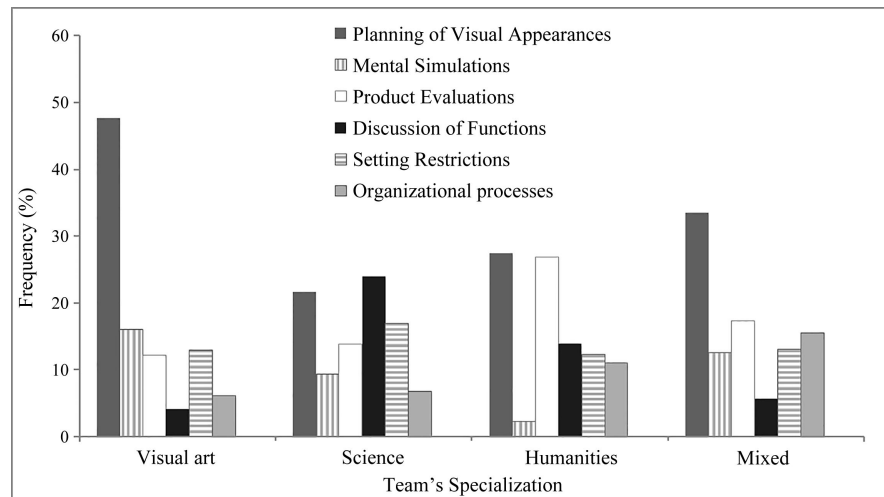 60
50
40
30
20
10
0
Frequency (%)
Planning of Visual Appearances
Mental Simulations
Product Evaluations
Discussion of Functions
Setting Restrictions
Organizational processes
Visual art
Science
Humanities
Mixed
Team’s Specialization